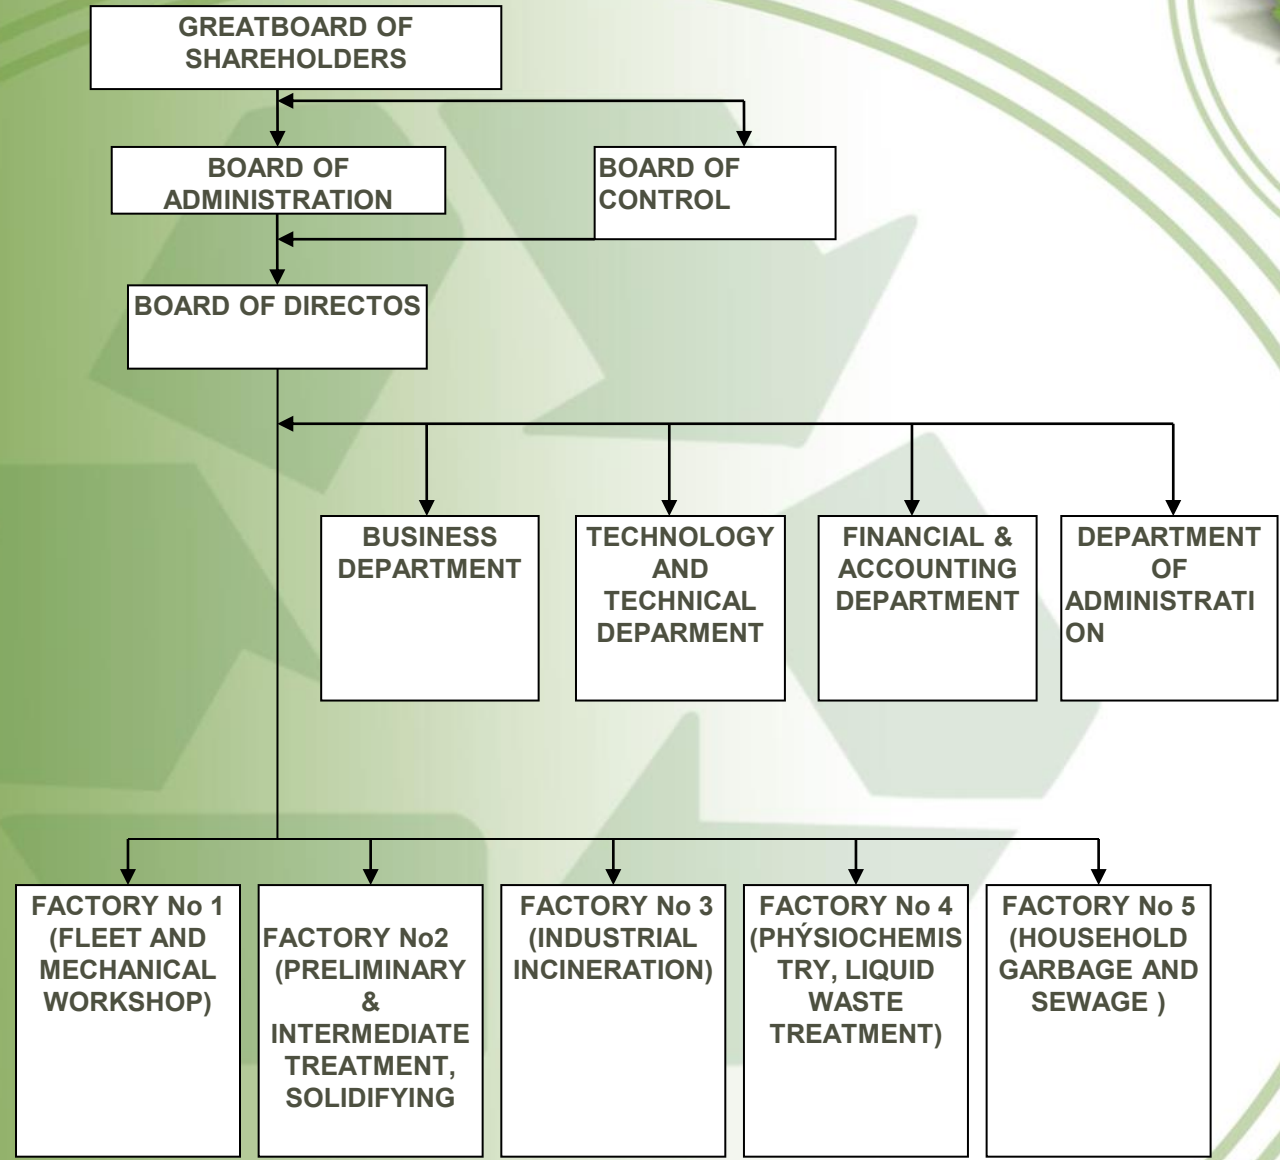 GREATBOARD OF
SHAREHOLDERS
BOARD OF
ADMINISTRATION
BOARD OF
CONTROL
BOARD OF DIRECTOS
BUSINESS
DEPARTMENT
TECHNOLOGY
AND
TECHNICAL
DEPARMENT
FINANCIAL &
ACCOUNTING
DEPARTMENT
DEPARTMENT
OF
ADMINISTRATI
ON
FACTORY No 1
(FLEET AND
MECHANICAL
WORKSHOP)
FACTORY No2
(PRELIMINARY
&
INTERMEDIATE
TREATMENT,
SOLIDIFYING
FACTORY No 3
(INDUSTRIAL
INCINERATION)
FACTORY No 4
(PHÝSIOCHEMIS
TRY, LIQUID
WASTE
TREATMENT)
FACTORY No 5
(HOUSEHOLD
GARBAGE AND
SEWAGE )